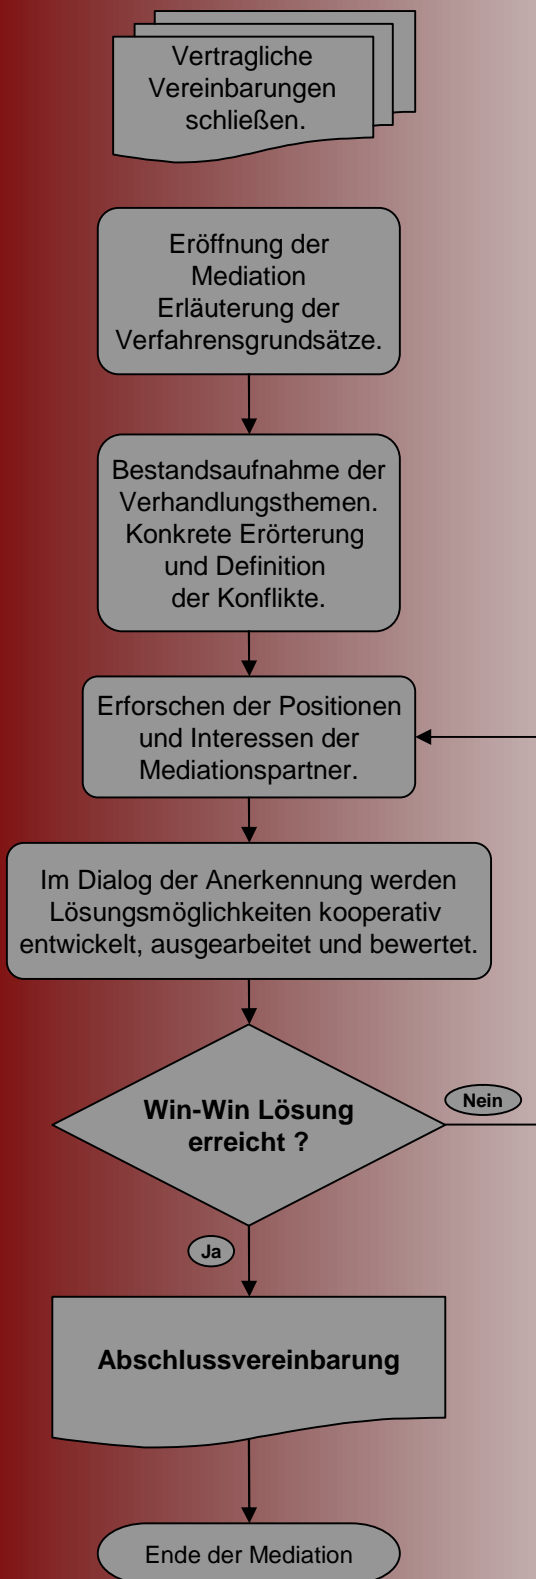 Vertragliche
Vereinbarungen
schließen.
Eröffnung der
Mediation
Erläuterung der
Verfahrensgrundsätze.
Bestandsaufnahme der
Verhandlungsthemen.
Konkrete Erörterung
und Definition
der Konflikte.
Erforschen der Positionen
und Interessen der
Mediationspartner.
Im Dialog der Anerkennung werden
Lösungsmöglichkeiten kooperativ
entwickelt, ausgearbeitet und bewertet.
Win-Win Lösung
erreicht ?
Nein
Ja
Abschlussvereinbarung
Ende der Mediation